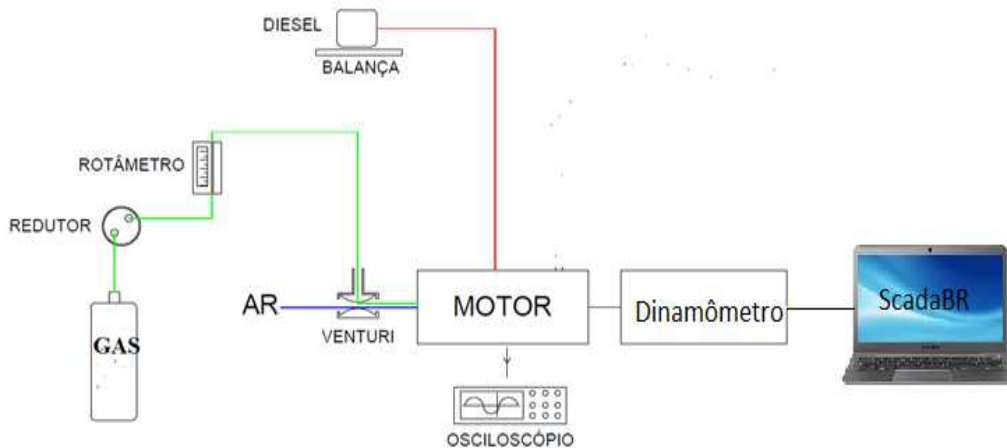 DIESEL
BALANÇA
ROTÂMETRO
REDUTOR
GAS
AR
VENTURI
MOTOR
Dinamômetro
ScadaBR
OSCILOSCÓPIO